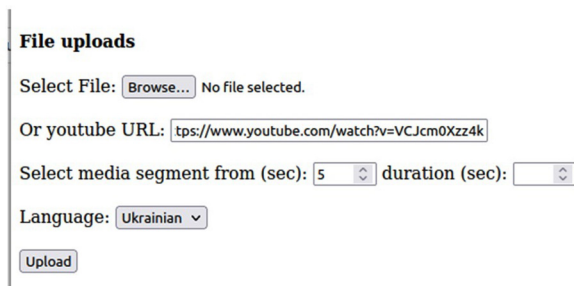 File uploads
Select File: Browse... No file selected.
Or youtube URL: tps://www.youtube.com/watch?v=VCJcm0Xzz4k
Select media segment from (sec): 5 duration (sec):
Language: Ukrainian
Upload